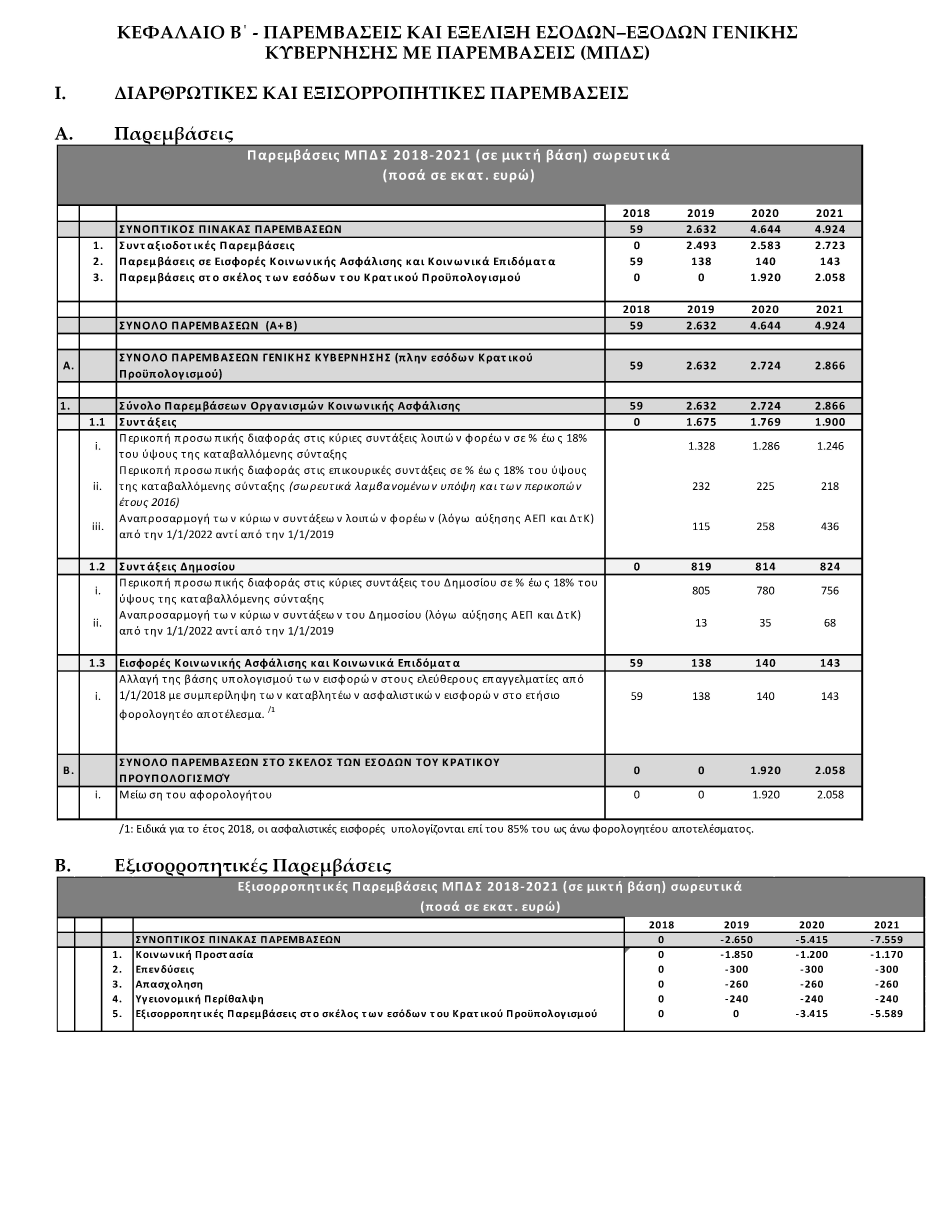 ΚΕΦΑΛΑΙΟ Β΄ - ΠΑΡΕΜΒΑΣΕΙΣ ΚΑΙ ΕΞΕΛΙΞΗ ΕΣΟΔΩΝ–ΕΞΟΔΩΝ ΓΕΝΙΚΗΣ
ΚΥΒΕΡΝΗΣΗΣ ΜΕ ΠΑΡΕΜΒΑΣΕΙΣ (ΜΠΔΣ)
I. ΔΙΑΡΘΡΩΤΙΚΕΣ ΚΑΙ ΕΞΙΣΟΡΡΟΠΗΤΙΚΕΣ ΠΑΡΕΜΒΑΣΕΙΣ
Α. Παρεμβάσεις
Παρεμβάσεις ΜΠΔΣ 2018-2021 (σε μικτή βάση) σωρευτικά
(ποσά σε εκατ. ευρώ)
2018 2019 2020 2021
ΣΥΝΟΠΤΙΚΟΣ ΠΙΝΑΚΑΣ ΠΑΡΕΜΒΑΣΕΩΝ 59 2.632 4.644 4.924
1. Συνταξιοδοτικές Παρεμβάσεις 0 2.493 2.583 2.723
2. Παρεμβάσεις σε Εισφορές Κοινωνικής Ασφάλισης και Κοινωνικά Επιδόματα 59 138 140 143
3. Παρεμβάσεις στο σκέλος των εσόδων του Κρατικού Προϋπολογισμού 0 0 1.920 2.058
2018 2019 2020 2021
ΣΥΝΟΛΟ ΠΑΡΕΜΒΑΣΕΩΝ (Α+Β) 59 2.632 4.644 4.924
Α. ΣΥΝΟΛΟ ΠΑΡΕΜΒΑΣΕΩΝ ΓΕΝΙΚΗΣ ΚΥΒΕΡΝΗΣΗΣ (πλην εσόδων Κρατικού
Προϋπολογισμού) 59 2.632 2.724 2.866
1. Σύνολο Παρεμβάσεων Οργανισμών Κοινωνικής Ασφάλισης 59 2.632 2.724 2.866
1.1 Συντάξεις 0 1.675 1.769 1.900
i. Περικοπή προσωπικής διαφοράς στις κύριες συντάξεις λοιπών φορέων σε % έως 18%
του ύψους της καταβαλλόμενης σύνταξης 1.328 1.286 1.246
Περικοπή προσωπικής διαφοράς στις επικουρικές συντάξεις σε % έως 18% του ύψους
ii. της καταβαλλόμενης σύνταξης (σωρευτικά λαμβανομένων υπόψη και των περικοπών 232 225 218
έτους 2016)
iii. Αναπροσαρμογή των κύριων συντάξεων λοιπών φορέων (λόγω αύξησης ΑΕΠ και ΔτΚ)
από την 1/1/2022 αντί από την 1/1/2019 115 258 436
1.2 Συντάξεις Δημοσίου 0 819 814 824
i. Περικοπή προσωπικής διαφοράς στις κύριες συντάξεις του Δημοσίου σε % έως 18% του
ύψους της καταβαλλόμενης σύνταξης 805 780 756
ii. Αναπροσαρμογή των κύριων συντάξεων του Δημοσίου (λόγω αύξησης ΑΕΠ και ΔτΚ)
από την 1/1/2022 αντί από την 1/1/2019 13 35 68
1.3 Εισφορές Κοινωνικής Ασφάλισης και Κοινωνικά Επιδόματα 59 138 140 143
Αλλαγή της βάσης υπολογισμού των εισφορών στους ελεύθερους επαγγελματίες από
i. 1/1/2018 με συμπερίληψη των καταβλητέων ασφαλιστικών εισφορών στο ετήσιο 59 138 140 143
φορολογητέο αποτέλεσμα. /1
Β. ΣΥΝΟΛΟ ΠΑΡΕΜΒΑΣΕΩΝ ΣΤΟ ΣΚΕΛΟΣ ΤΩΝ ΕΣΟΔΩΝ ΤΟΥ ΚΡΑΤΙΚΟΥ
ΠΡΟΥΠΟΛΟΓΙΣΜΟΎ 0 0 1.920 2.058
i. Μείωση του αφορολογήτου 0 0 1.920 2.058
/1: Ειδικά για το έτος 2018, οι ασφαλιστικές εισφορές υπολογίζονται επί του 85% του ως άνω φορολογητέου αποτελέσματος.
Β. Εξισορροπητικές Παρεμβάσεις
Εξισορροπητικές Παρεμβάσεις ΜΠΔΣ 2018-2021 (σε μικτή βάση) σωρευτικά
(ποσά σε εκατ. ευρώ)
2018 2019 2020 2021
ΣΥΝΟΠΤΙΚΟΣ ΠΙΝΑΚΑΣ ΠΑΡΕΜΒΑΣΕΩΝ 0 -2.650 -5.415 -7.559
1. Κοινωνική Προστασία 0 -1.850 -1.200 -1.170
2. Επενδύσεις 0 -300 -300 -300
3. Απασχοληση 0 -260 -260 -260
4. Υγειονομική Περίθαλψη 0 -240 -240 -240
5. Εξισορροπητικές Παρεμβάσεις στο σκέλος των εσόδων του Κρατικού Προϋπολογισμού 0 0 -3.415 -5.589